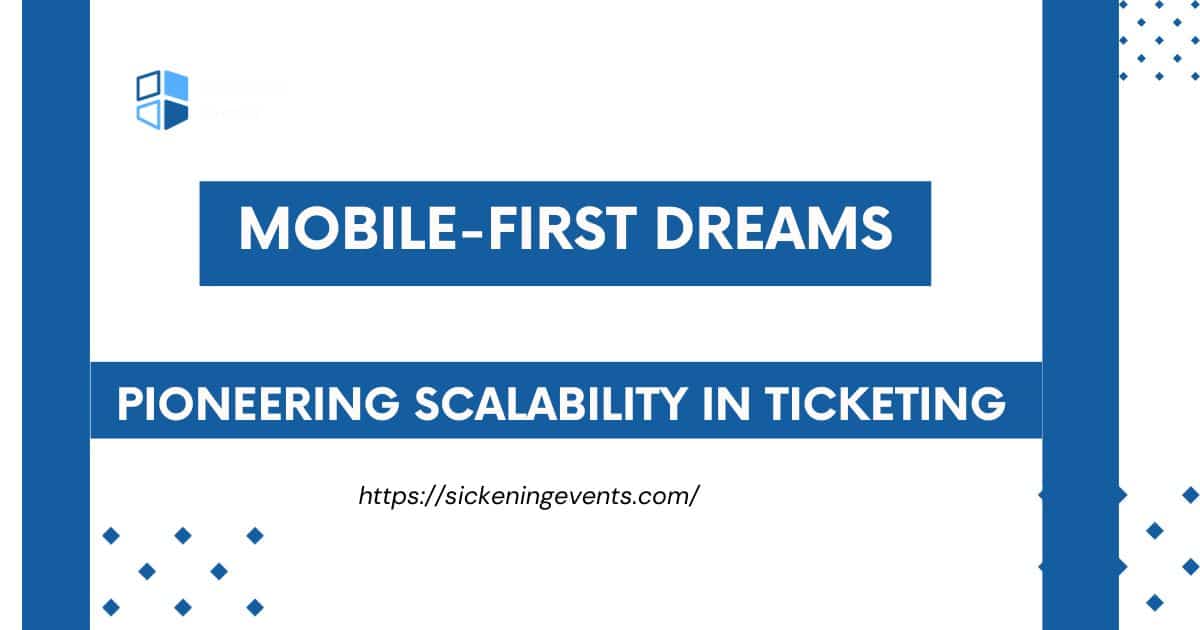 MOBILE-FIRST DREAMS
PIONEERING SCALABILITY IN TICKETING
https://sickeningevents.com/